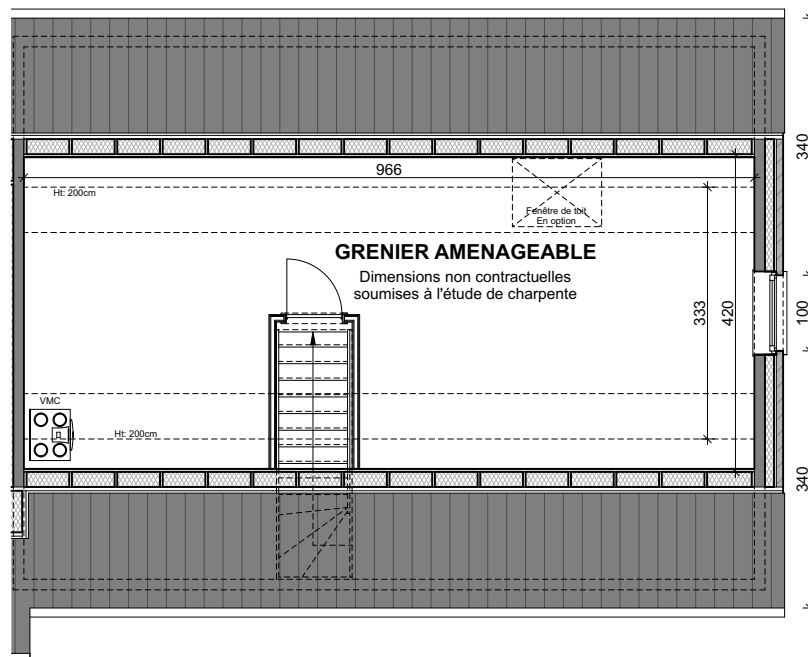 340
966
Ht: 200cm
Fenêtre de toit
En option
GRENIER AMENAGEABLE
Dimensions non contractuelles
soumises à l'étude de charpente
333
420
100
VMC
Ht: 200cm
340